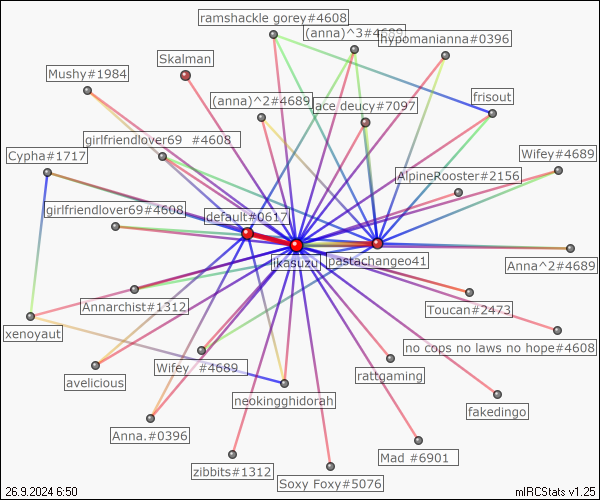 ramshackle gorey#4608
(anna)^3#4689
hypomanianna#0396
Skalman
Mushy#1984
(anna)^2#4689
ace deucy#7097
frisout
girlfriendlover69 #4608
Cypha#1717
Wifey#4689
AlpineRooster#2156
girlfriendlover69#4608
default#0617
ikasuzu
pastachangeo41
Anna^2#4689
Annarchist#1312
Toucan#2473
xenoyaut
no cops no laws no hope#4608
Wifey #4689
rattgaming
avelicious
neokingghidorah
fakedingo
Anna.#0396
Mad #6901
zibbits#1312
Soxy Foxy#5076
26.9.2024 6:50
mIRCStats v1.25